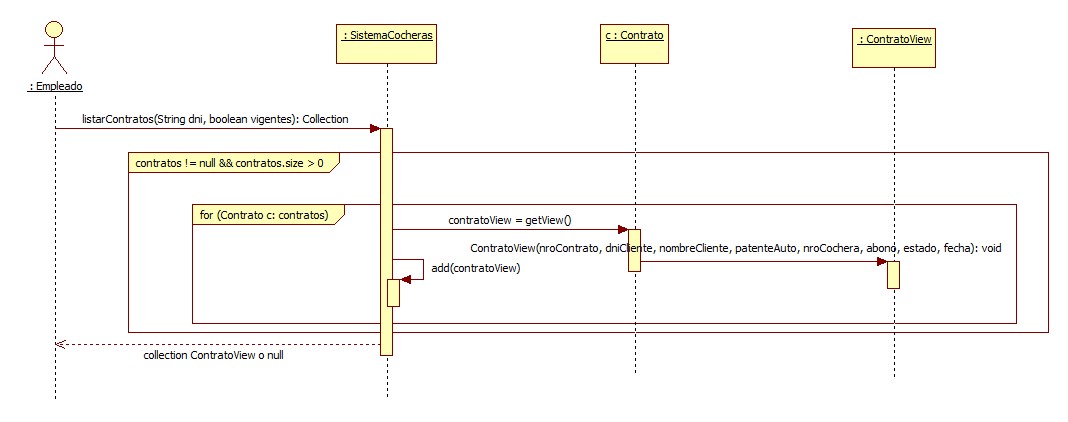 : SistemaCocheras
c : Contrato
: ContratoView
: Empleado
listarContratos(String dni, boolean vigentes): Collection
contratos != null && contratos.size > 0
for (Contrato c: contratos)
contratoView = getView()
ContratoView(nroContrato, dniCliente, nombreCliente, patenteAuto, nroCochera, abono, estado, fecha): void
add(contratoView)
collection ContratoView o null